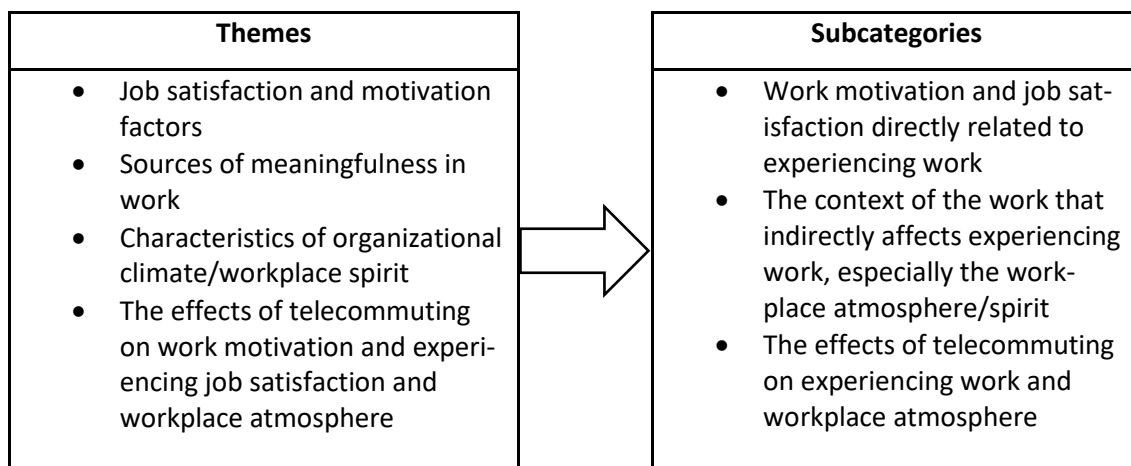 Themes
• Job satisfaction and motivation
factors
• Sources of meaningfulness in
work
• Characteristics of organizational
climate/workplace spirit
• The effects of telecommuting
on work motivation and experi-
encing job satisfaction and
workplace atmosphere
Subcategories
• Work motivation and job sat-
isfaction directly related to
experiencing work
• The context of the work that
indirectly affects experiencing
work, especially the work-
place atmosphere/spirit
• The effects of telecommuting
on experiencing work and
workplace atmosphere